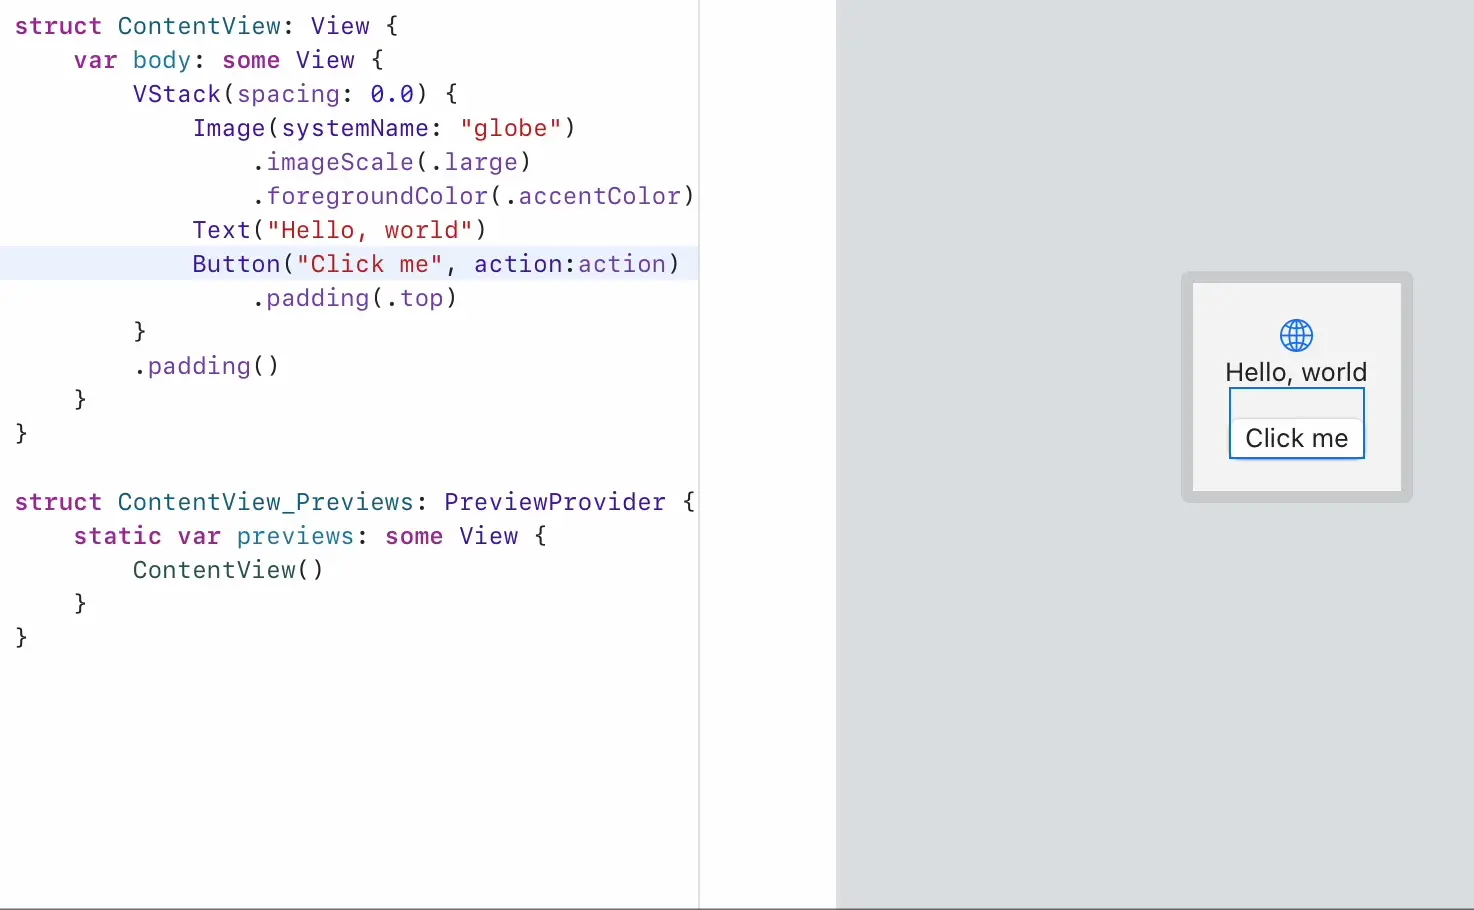 struct ContentView: View {
    var body: some View {
        VStack(spacing: 0.0) {
            Image(systemName: "globe")
                .imageScale(.large)
                .foregroundColor(.accentColor)
            Text("Hello, world")
            Button("Click me", action:action)
                .padding(.top)
        }
        .padding()
    }
}

struct ContentView_Previews: PreviewProvider {
    static var previews: some View {
        ContentView()
    }
}
Hello, world
Click me